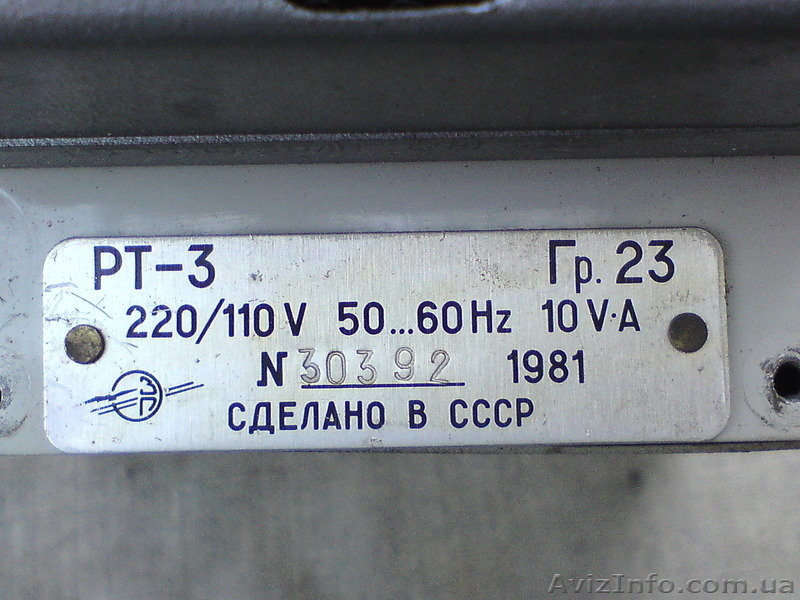 РТ-3 Гр. 23
220/110 V 50...60 Hz 10 V·A
N 30392 1981
СДЕЛАНО В СССР
AvizInfo.com.ua